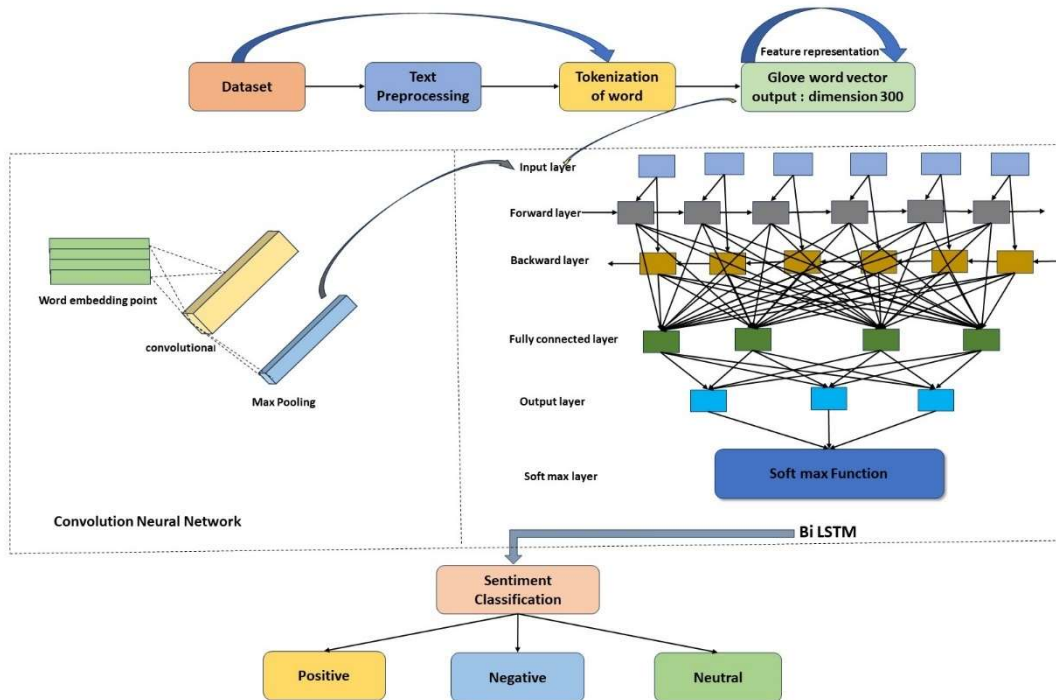 Feature representation
Dataset
Text
Preprocessing
Tokenization
of word
Glove word vector
output : dimension 300
Input layer
Forward layer
Backward layer
Word embedding point
convolutional
Max Pooling
Fully connected layer
Output layer
Soft max layer
Soft max Function
Convolution Neural Network
Bi LSTM
Sentiment
Classification
Positive
Negative
Neutral